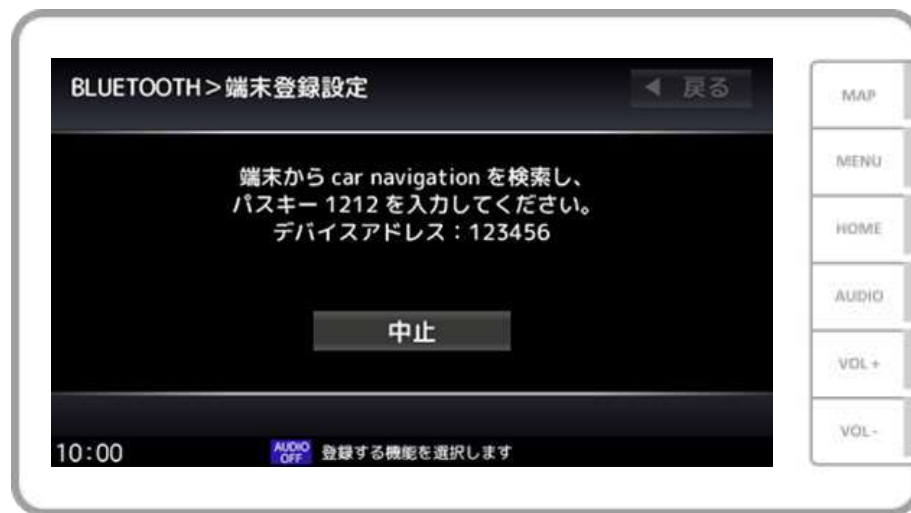 BLUETOOTH>端末登録設定
◀ 戻る
端末から car navigation を検索し、
パスキー 1212 を入力してください。
デバイスアドレス：123456
中止
10:00
AUDIO
OFF
登録する機能を選択します
MAP
MENU
HOME
AUDIO
VOL +
VOL -